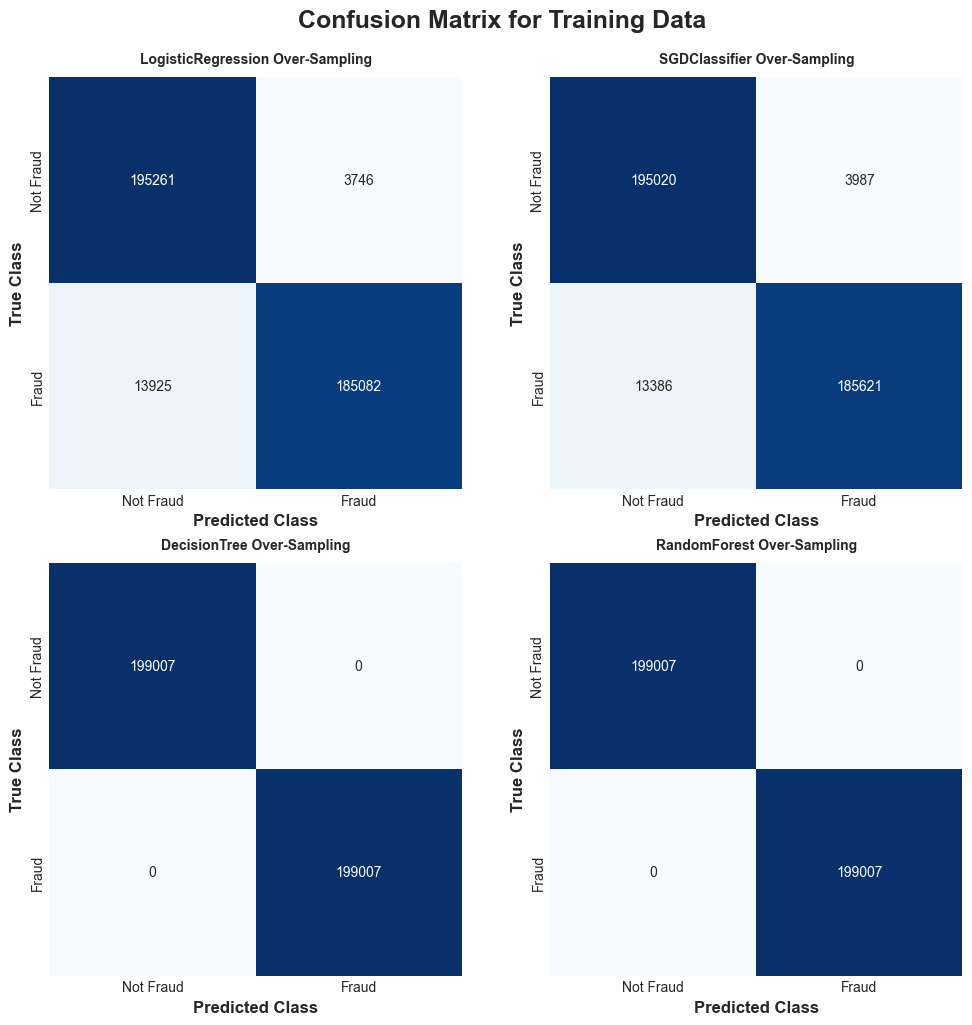 Confusion Matrix for Training Data
LogisticRegression Over-Sampling
True Class
Not Fraud
195261
3746
Fraud
13925
185082
Not Fraud
Fraud
Predicted Class
SGDClassifier Over-Sampling
True Class
Not Fraud
195020
3987
Fraud
13386
185621
Not Fraud
Fraud
Predicted Class
DecisionTree Over-Sampling
True Class
Not Fraud
199007
0
Fraud
0
199007
Not Fraud
Fraud
Predicted Class
RandomForest Over-Sampling
True Class
Not Fraud
199007
0
Fraud
0
199007
Not Fraud
Fraud
Predicted Class